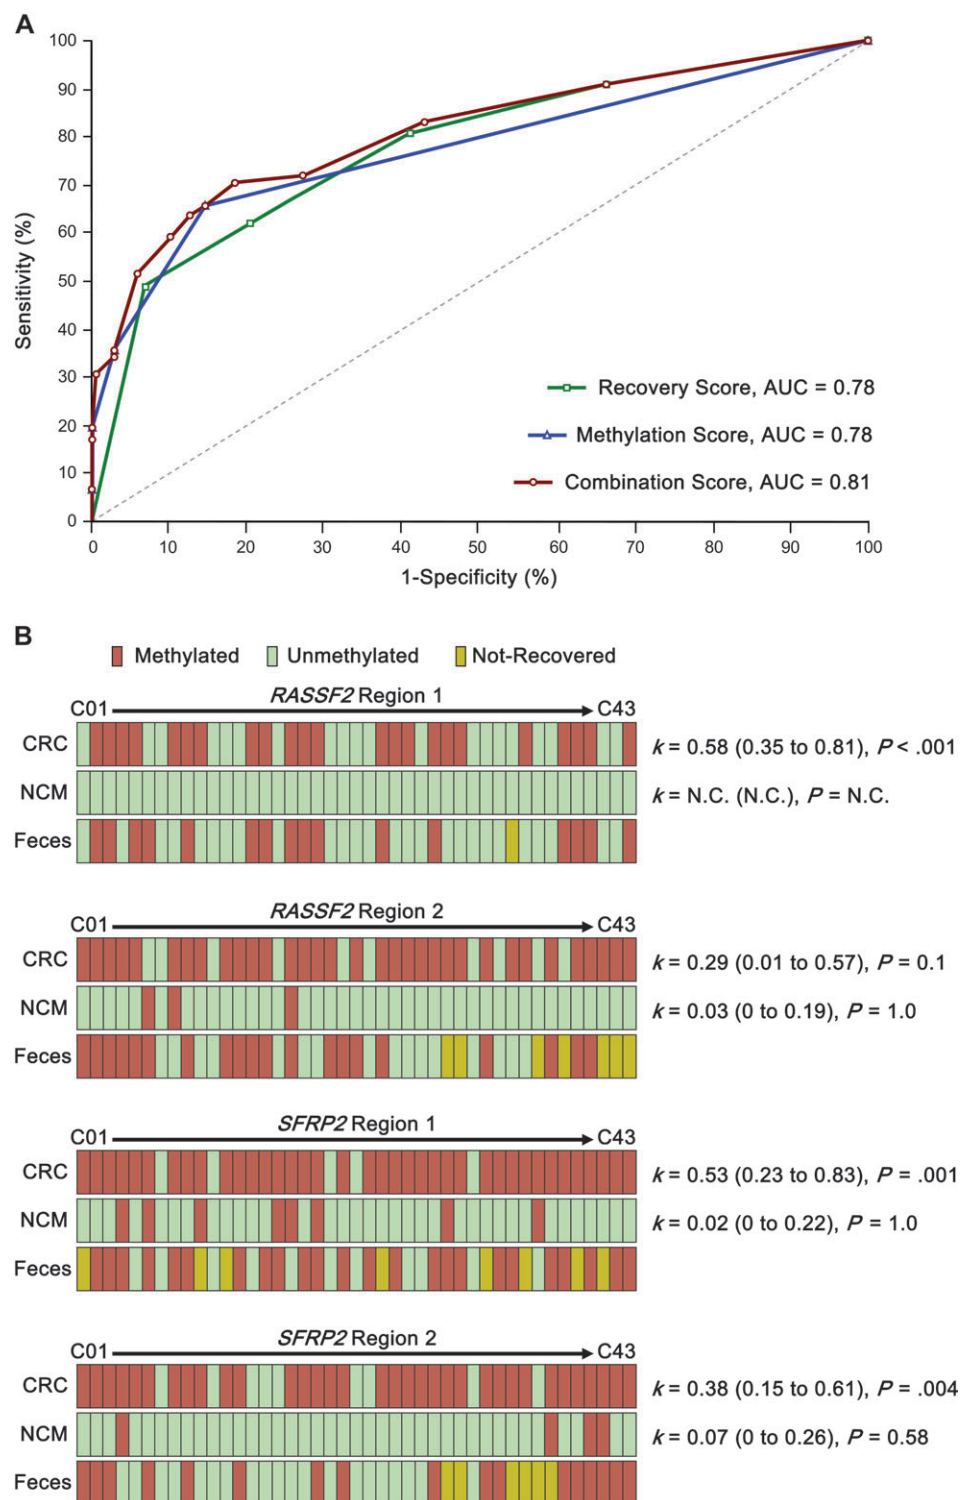 A
100
90
80
70
60
50
40
30
20
10
0
Sensitivity (%)
Recovery Score, AUC = 0.78
Methylation Score, AUC = 0.78
Combination Score, AUC = 0.81
0 10 20 30 40 50 60 70 80 90 100
1-Specificity (%)
B
Methylated Unmethylated Not-Recovered
RASSF2 Region 1
C01 C43
CRC k = 0.58 (0.35 to 0.81), P < .001
NCM k = N.C. (N.C.), P = N.C.
Feces
RASSF2 Region 2
C01 C43
CRC k = 0.29 (0.01 to 0.57), P = 0.1
NCM k = 0.03 (0 to 0.19), P = 1.0
Feces
SFRP2 Region 1
C01 C43
CRC k = 0.53 (0.23 to 0.83), P = .001
NCM k = 0.02 (0 to 0.22), P = 1.0
Feces
SFRP2 Region 2
C01 C43
CRC k = 0.38 (0.15 to 0.61), P = .004
NCM k = 0.07 (0 to 0.26), P = 0.58
Feces